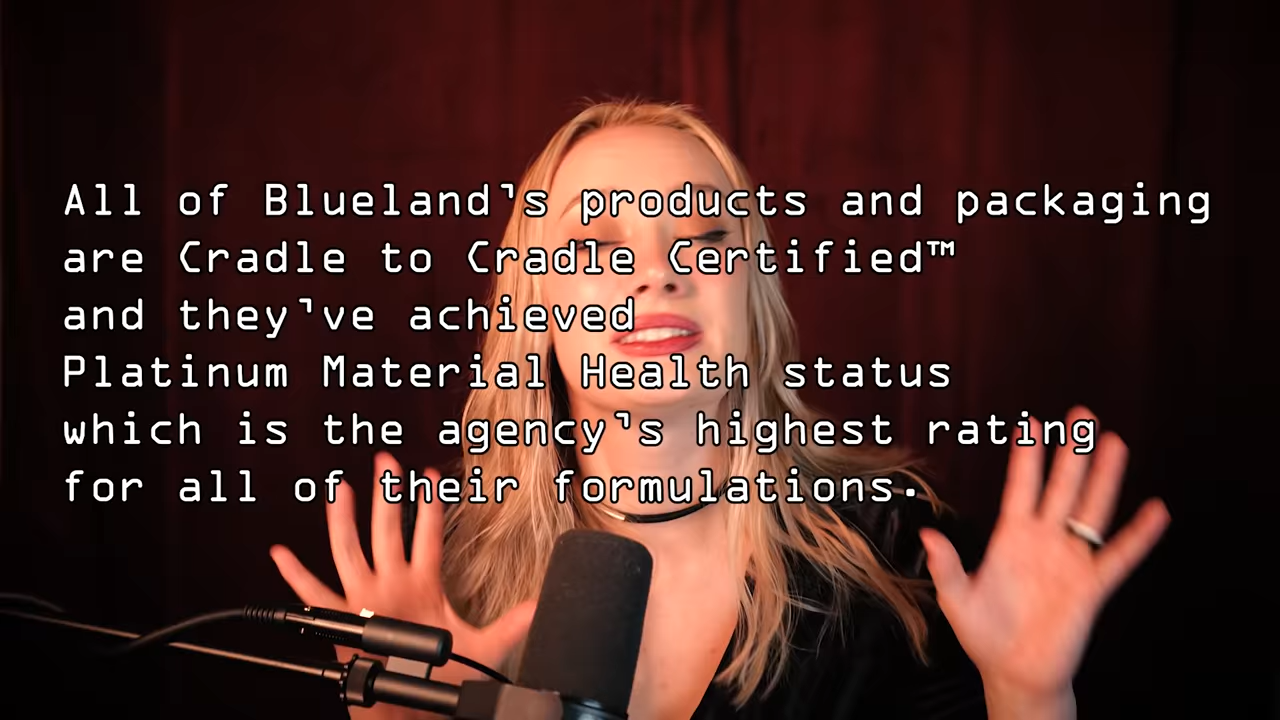 All of Blueland's products and packaging
are Cradle to Cradle Certified™
and they've achieved
Platinum Material Health status
which is the agency's highest rating
for all of their formulations.